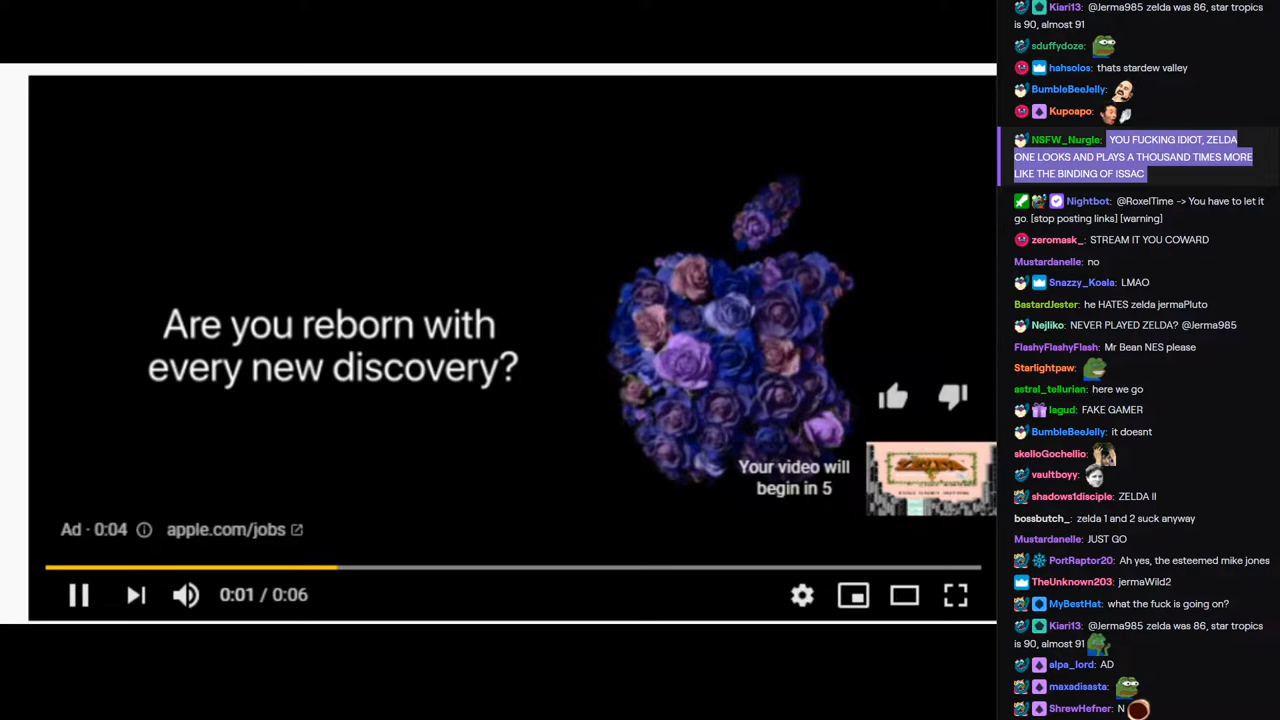 Are you reborn with
every new discovery?
Your video will
begin in 5
ZELDA
Ad · 0:04
apple.com/jobs
0:01 / 0:06
Kiari13: @Jerma985 zelda was 86, star tropics
is 90, almost 91
sduffydoze:
hahsolos: thats stardew valley
BumbleBeeJelly:
Kupoapo:
NSFW_Nurgle: YOU FUCKING IDIOT, ZELDA
ONE LOOKS AND PLAYS A THOUSAND TIMES MORE
LIKE THE BINDING OF ISSAC
Nightbot: @RoxelTime -> You have to let it
go. [stop posting links] [warning]
zeromask_: STREAM IT YOU COWARD
Mustardanelle: no
Snazzy_Koala: LMAO
BastardJester: he HATES zelda jermaPluto
Nejliko: NEVER PLAYED ZELDA? @Jerma985
FlashyFlashyFlash: Mr Bean NES please
Starlightpaw:
astral_tellurian: here we go
lagud: FAKE GAMER
BumbleBeeJelly: it doesnt
skelloGochellio:
vaultboyy:
shadows1disciple: ZELDA II
bossbutch_: zelda 1 and 2 suck anyway
Mustardanelle: JUST GO
PortRaptor20: Ah yes, the esteemed mike jones
TheUnknown203: jermaWild2
MyBestHat: what the fuck is going on?
Kiari13: @Jerma985 zelda was 86, star tropics
is 90, almost 91
alpa_lord: AD
maxadisasta:
ShrewHefner: N